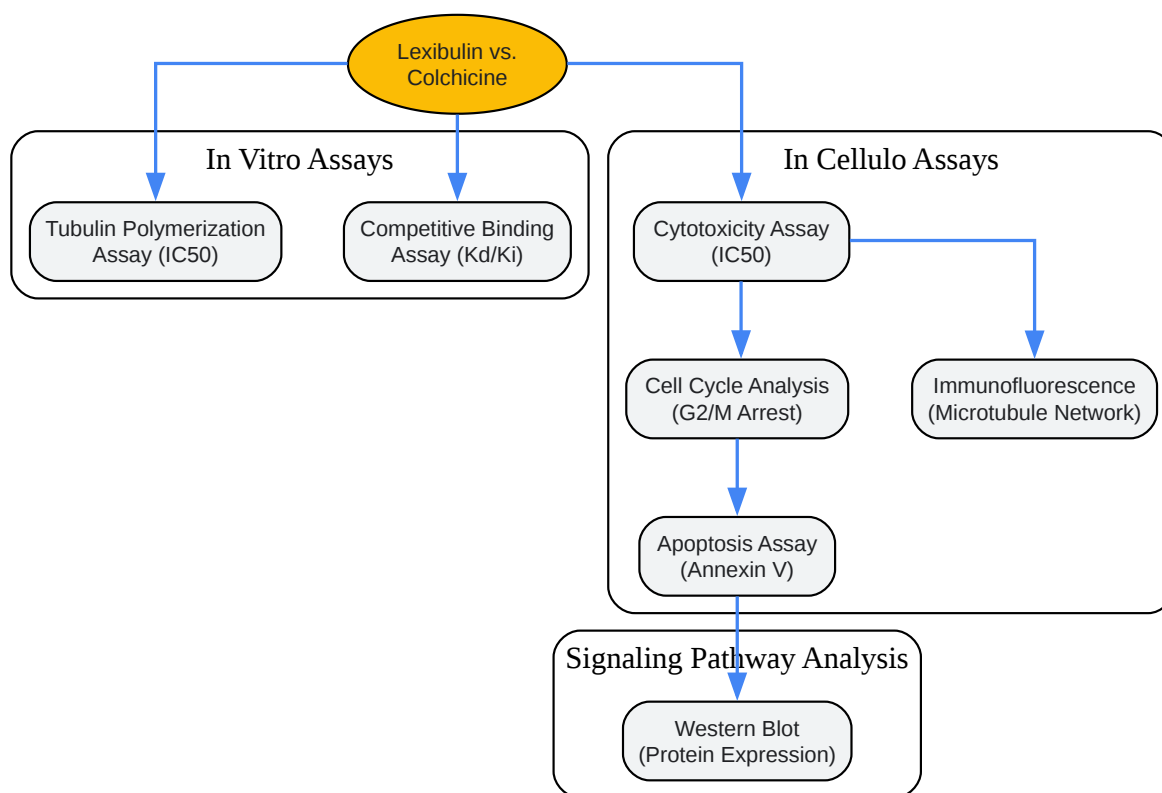 Lexibulin vs.
Colchicine
In Vitro Assays
Tubulin Polymerization
Assay (IC50)
Competitive Binding
Assay (Kd/Ki)
In Cellulo Assays
Cytotoxicity Assay
(IC50)
Cell Cycle Analysis
(G2/M Arrest)
Immunofluorescence
(Microtubule Network)
Apoptosis Assay
(Annexin V)
Signaling Pathway Analysis
Western Blot
(Protein Expression)